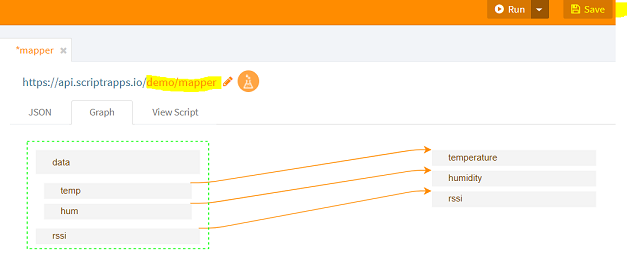 Run Save
*mapper
https://api.scriptrapps.io/demo/mapper
JSON Graph View Script
data temperature
temp humidity
hum rssi
rssi